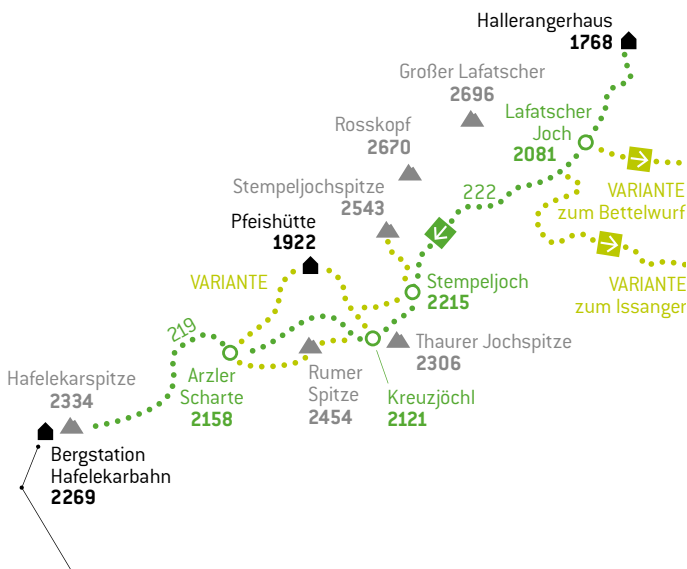 Hallerangerhaus
1768
Großer Lafatscher
2696
Lafatscher
Joch
2081
Rosskopf
2670
Stempeljochspitze
2543
222
VARIANTE
zum Bettelwurf
Pfeishütte
1922
VARIANTE
Stempeljoch
2215
VARIANTE
zum Issanger
219
Thaurer Jochspitze
2306
Hafelekarspitze
2334
Arzler
Scharte
2158
Rumer
Spitze
2454
Kreuzjöchl
2121
Bergstation
Hafelekarbahn
2269